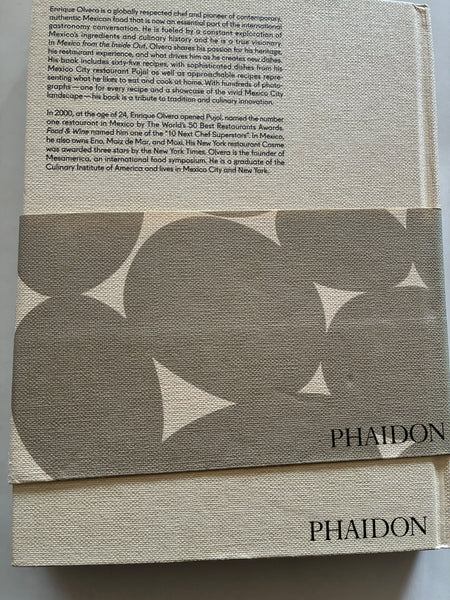 Enrique Olvera is a globally respected chef and pioneer of contemporary,
authentic Mexican food that is now an essential part of the international
gastronomy conversation. He is fueled by a constant exploration of
Mexico's ingredients and culinary history and he is a true visionary.
In Mexico from the Inside Out, Olvera shares his passion for his heritage,
his restaurant experience, and what drives him as he creates new dishes.
His book includes sixty-five recipes, with sophisticated dishes from his
Mexico City restaurant Pujol as well as approachable recipes repre-
senting what he likes to eat and cook at home. With hundreds of photo-
graphs — one for every recipe and a showcase of the vivid Mexico City
landscape — his book is a tribute to tradition and culinary innovation.
In 2000, at the age of 24, Enrique Olvera opened Pujol, named the number
one restaurant in Mexico by The World's 50 Best Restaurants Awards.
Food & Wine named him one of the "10 Next Chef Superstars". In Mexico,
he also owns Eno, Maíz de Mar, and Moxi. His New York restaurant Cosme
was awarded three stars by the New York Times. Olvera is the founder of
Mesamérica, an international food symposium. He is a graduate of the
Culinary Institute of America and lives in Mexico City and New York.
PHAIDON
PHAIDON